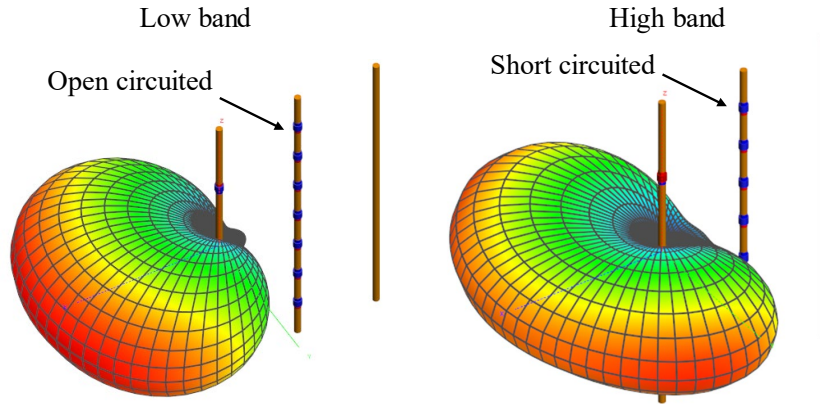 Low band
High band
Open circuited
Short circuited
z
z
Y